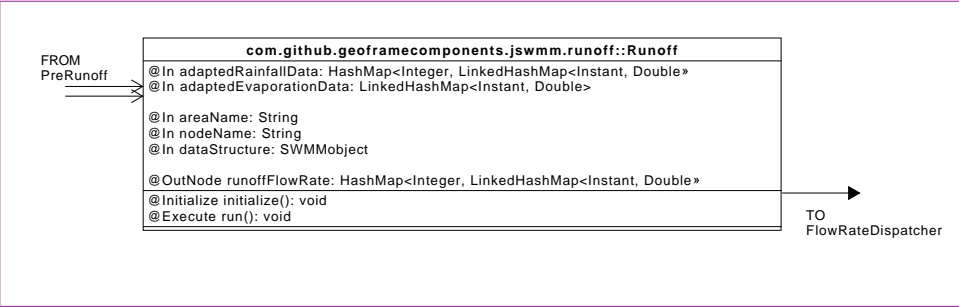 com.github.geoframecomponents.jswmm.runoff::Runoff
FROM
PreRunoff
@In adaptedRainfallData: HashMap<Integer, LinkedHashMap<Instant, Double»
@In adaptedEvaporationData: LinkedHashMap<Instant, Double>
@In areaName: String
@In nodeName: String
@In dataStructure: SWMMobject
@OutNode runoffFlowRate: HashMap<Integer, LinkedHashMap<Instant, Double»
@Initialize initialize(): void
@Execute run(): void
TO
FlowRateDispatcher